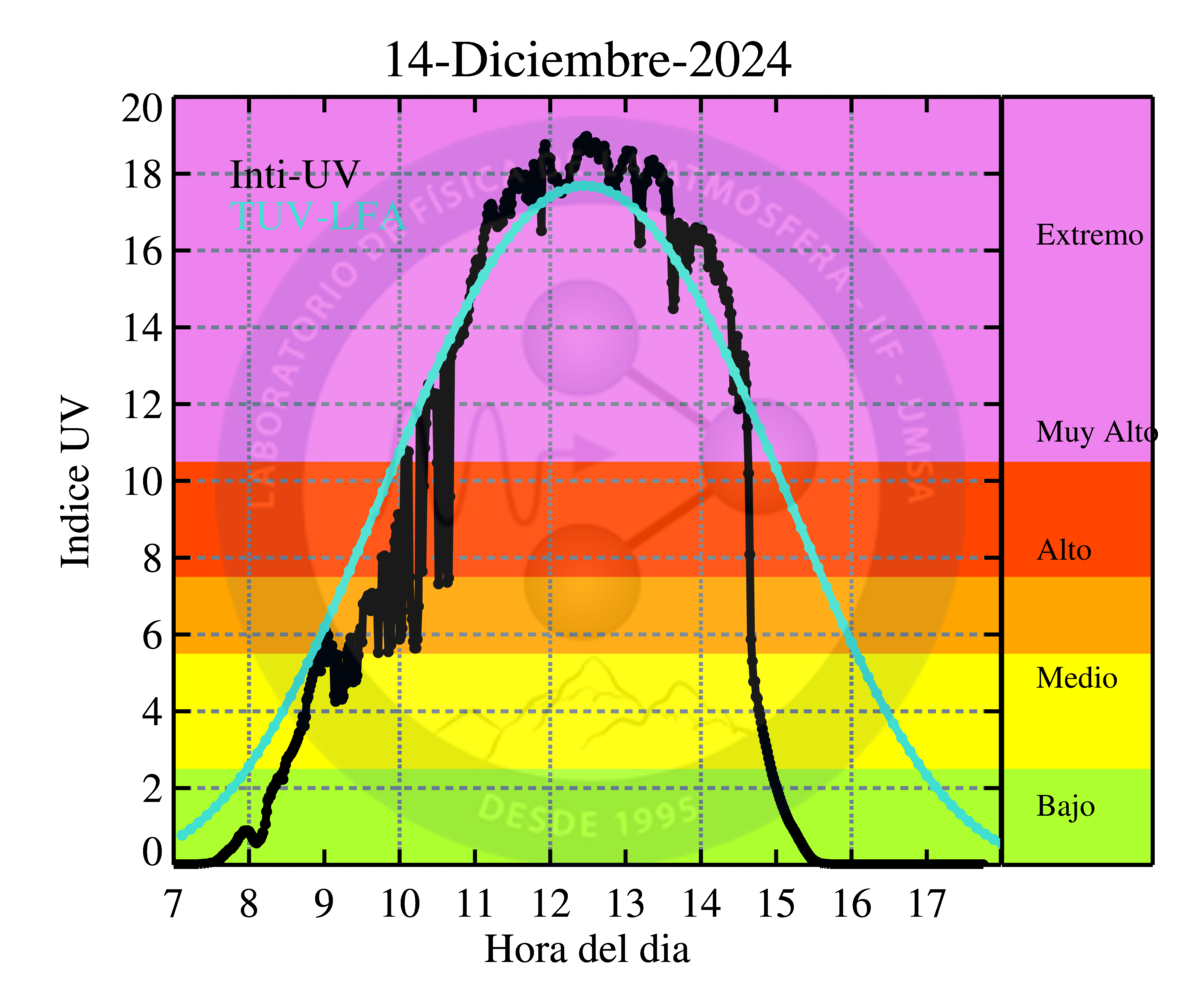 14-Diciembre-2024
20
18
16
14
12
10
8
6
4
2
0
Indice UV
Inti-UV
TUV-LFA
LABORATORIO DE FÍSICA DE LA ATMÓSFERA - IIF - UMSA
DESDE 1995
Extremo
Muy Alto
Alto
Medio
Bajo
7 8 9 10 11 12 13 14 15 16 17
Hora del dia